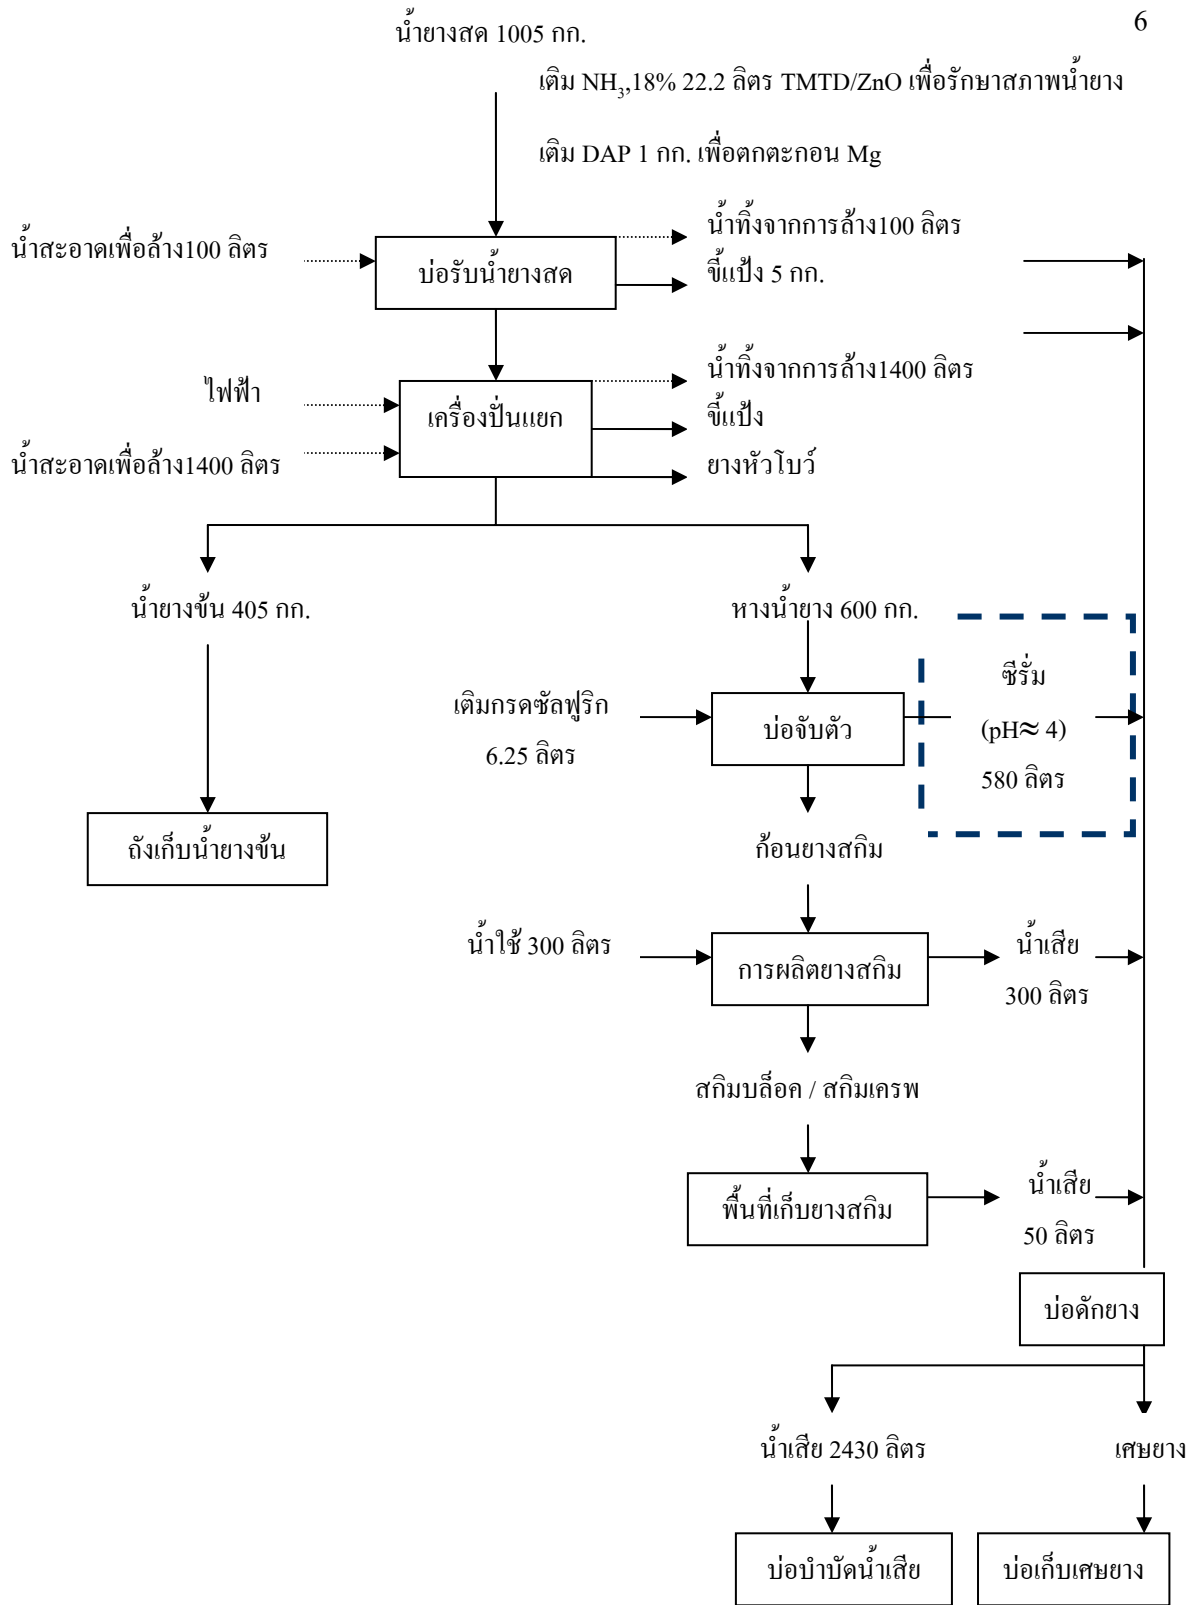 6
น้ำยางสด 1005 กก.
เติม NH3,18% 22.2 ลิตร TMTD/ZnO เพื่อรักษาสภาพน้ำยาง
เติม DAP 1 กก. เพื่อตกตะกอน Mg
น้ำสะอาดเพื่อล้าง100 ลิตร
บ่อรับน้ำยางสด
น้ำทิ้งจากการล้าง100 ลิตร
ขี้แป้ง 5 กก.
ไฟฟ้า
น้ำสะอาดเพื่อล้าง1400 ลิตร
เครื่องปั่นแยก
น้ำทิ้งจากการล้าง1400 ลิตร
ขี้แป้ง
ยางหัวโบว์
น้ำยางข้น 405 กก.
หางน้ำยาง 600 กก.
เติมกรดซัลฟูริก
6.25 ลิตร
บ่อจับตัว
ซีรั่ม
(pH≈ 4)
580 ลิตร
ถังเก็บน้ำยางข้น
ก้อนยางสกิม
น้ำใช้ 300 ลิตร
การผลิตยางสกิม
น้ำเสีย
300 ลิตร
สกิมบล็อค / สกิมเครพ
พื้นที่เก็บยางสกิม
น้ำเสีย
50 ลิตร
บ่อดักยาง
น้ำเสีย 2430 ลิตร
เศษยาง
บ่อบำบัดน้ำเสีย
บ่อเก็บเศษยาง